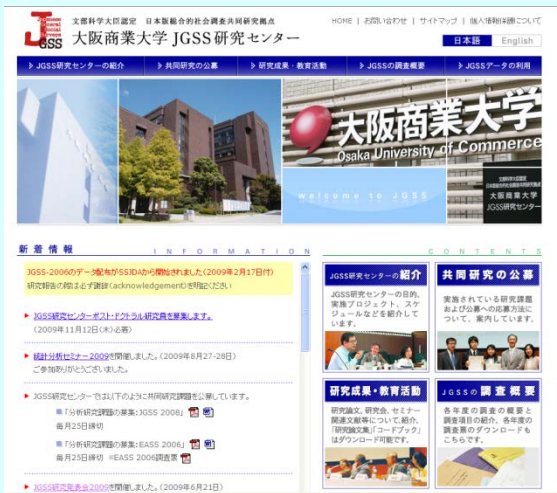 Japanese
General
Social
Surveys
JGSS
文部科学大臣認定 日本版総合的社会調査共同研究拠点
大阪商業大学 JGSS研究センター
HOME | お問い合わせ | サイトマップ | 個人情報保護について
日本語 English
JGSS研究センターの紹介 共同研究の公募 研究成果・教育活動 JGSSの調査概要 JGSSデータの利用
大阪商業大学
Osaka University of Commerce
welcome to JGSS
文部科学大臣認定
日本版総合的社会調査共同研究拠点
大阪商業大学
JGSS研究センター
新着情報 INFORMATION
JGSS-2006のデータ配布がSSJDAから開始されました(2009年2月17日付)
研究報告の際は必ず謝辞(acknowledgement)を明記ください
JGSS研究センターポスト・ドクトラル研究員を募集します。
(2009年11月12日(木)必着)
統計分析セミナー2009を開催しました。(2009年8月27-28日)
ご参加ありがとうございました。
JGSS研究センターでは以下のように共同研究課題を公募しています。
「分析研究課題の募集:JGSS 2008」
毎月25日締切
「分析研究課題の募集:EASS 2006」
毎月25日締切 ※EASS 2006調査票
JGSS研究発表会2009を開催しました。(2009年6月21日)
CONTENTS
JGSS研究センターの紹介
JGSS研究センターの目的、
実施プロジェクト、スケ
ジュールなどを紹介して
います。
共同研究の公募
実施されている研究課題
および公募への応募方法に
ついて、案内しています。
研究成果・教育活動
研究論文、研究会、セミナー
関連文献等について、紹介。
「研究論文集」「コードブック」
はダウンロード可能です。
JGSSの調査概要
各年度の調査の概要と
調査項目の紹介、各年度の
調査票のダウンロードも
こちらです。